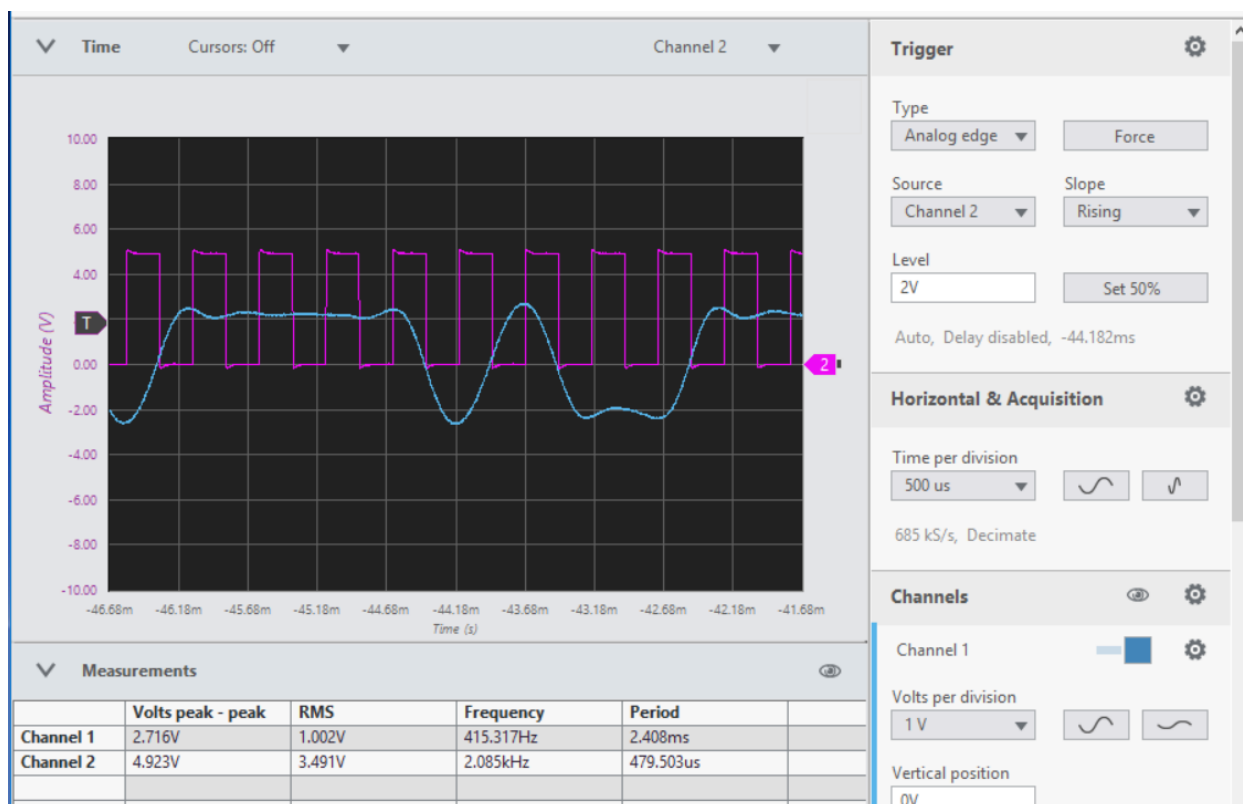 Time Cursors: Off Channel 2
10.00
8.00
6.00
4.00
T
2.00
0.00
-2.00
-4.00
-6.00
-8.00
-10.00
Amplitude (V)
2
-46.68m -46.18m -45.68m -45.18m -44.68m -44.18m -43.68m -43.18m -42.68m -42.18m -41.68m
Time (s)
Measurements
Volts peak - peak RMS Frequency Period
Channel 1 2.716V 1.002V 415.317Hz 2.408ms
Channel 2 4.923V 3.491V 2.085kHz 479.503us
Trigger
Type
Analog edge Force
Source Slope
Channel 2 Rising
Level
2V Set 50%
Auto, Delay disabled, -44.182ms
Horizontal & Acquisition
Time per division
500 us
685 kS/s, Decimate
Channels
Channel 1
Volts per division
1 V
Vertical position
0V